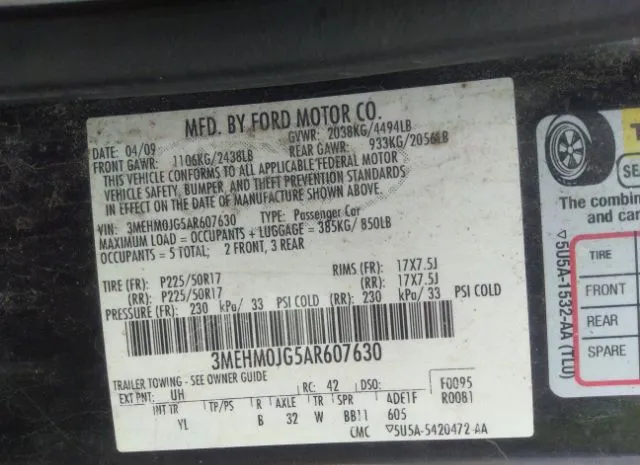 MFD. BY FORD MOTOR CO.
DATE: 04/09 GVWR: 2038KG/4494LB
FRONT GAWR: 1106KG/2438LB REAR GAWR: 933KG/2056LB
THIS VEHICLE CONFORMS TO ALL APPLICABLE FEDERAL MOTOR
VEHICLE SAFETY, BUMPER, AND THEFT PREVENTION STANDARDS
IN EFFECT ON THE DATE OF MANUFACTURE SHOWN ABOVE.
VIN: 3MEHM0JG5AR607630 TYPE: Passenger Car
MAXIMUM LOAD = OCCUPANTS + LUGGAGE = 385KG/ 850LB
OCCUPANTS = 5 TOTAL; 2 FRONT, 3 REAR
TIRE (FR): P225/50R17 RIMS (FR): 17X7.5J
(RR): P225/50R17 (RR): 17X7.5J
PRESSURE (FR): 230 kPa/ 33 PSI COLD (RR): 230 kPa/ 33 PSI COLD
3MEHM0JG5AR607630
TRAILER TOWING - SEE OWNER GUIDE
EXT PNT: UH RC: 42 DSO: F0095
INT TR TP/PS R AXLE TR SPR 4DE1F R0081
YL B 32 W BB11 605
CMC ▽5U5A-5420472-AA
T
SEA
The combin
and ca
▽5U5A-1532-AA (TLU)
TIRE
FRONT
REAR
SPARE